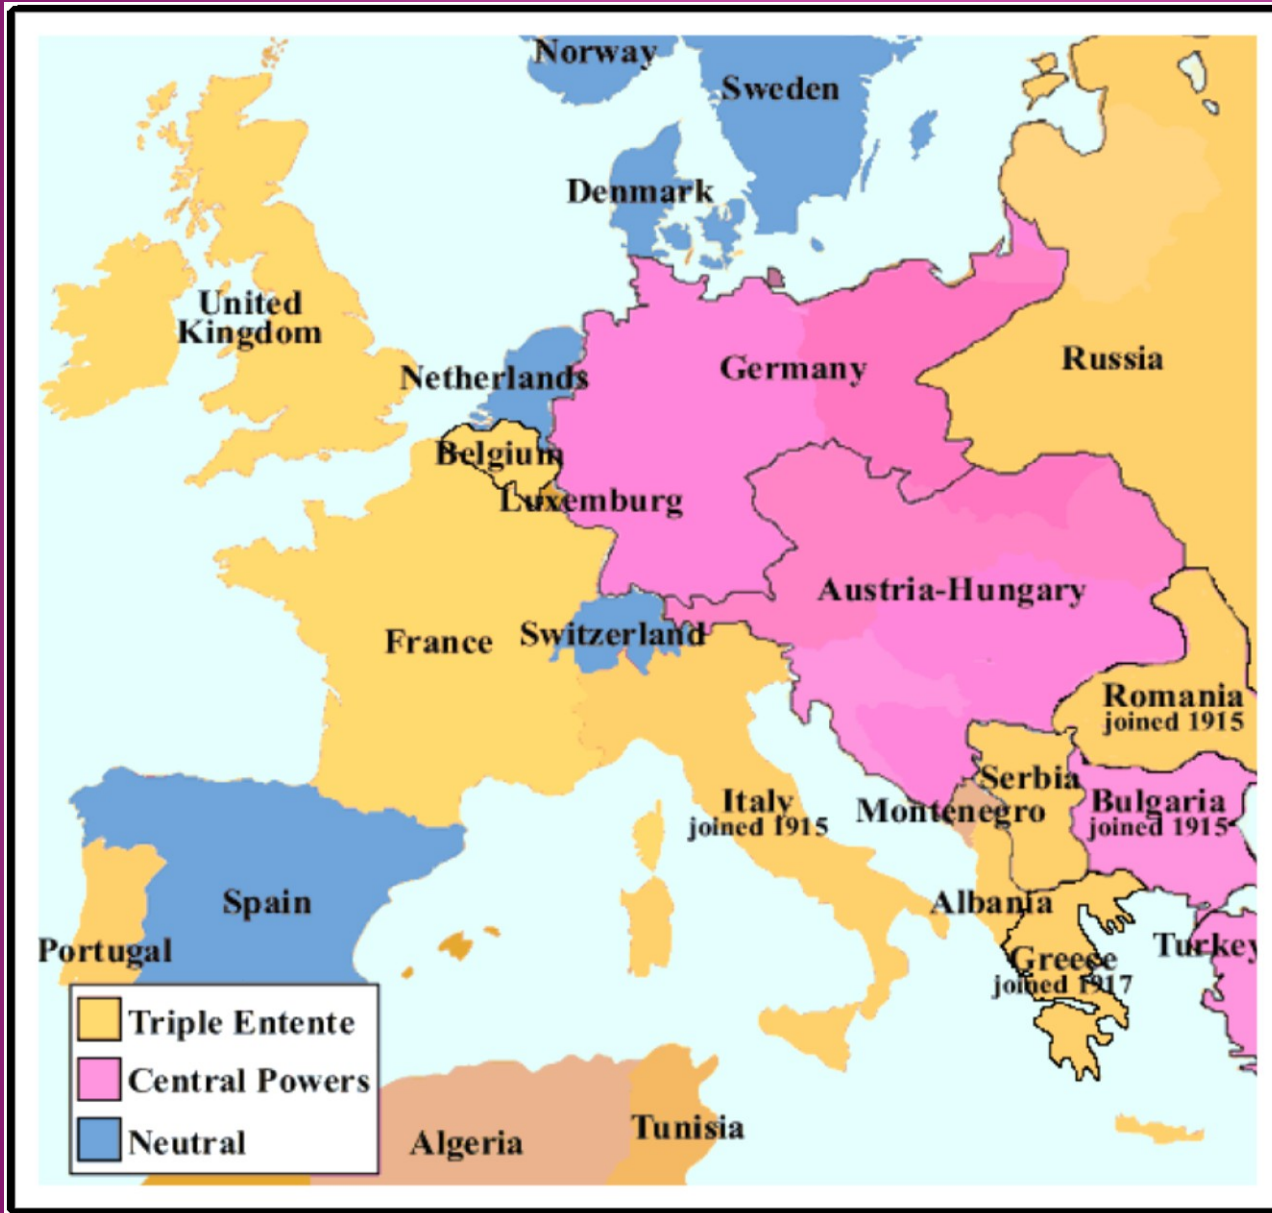 Norway
Sweden
Denmark
United
Kingdom
Netherlands
Germany
Russia
Belgium
Luxemburg
Austria-Hungary
France
Switzerland
Romania
joined 1915
Serbia
Italy
joined 1915
Montenegro
Bulgaria
joined 1915
Spain
Albania
Portugal
Greece
joined 1917
Turkey
Triple Entente
Central Powers
Neutral
Algeria
Tunisia